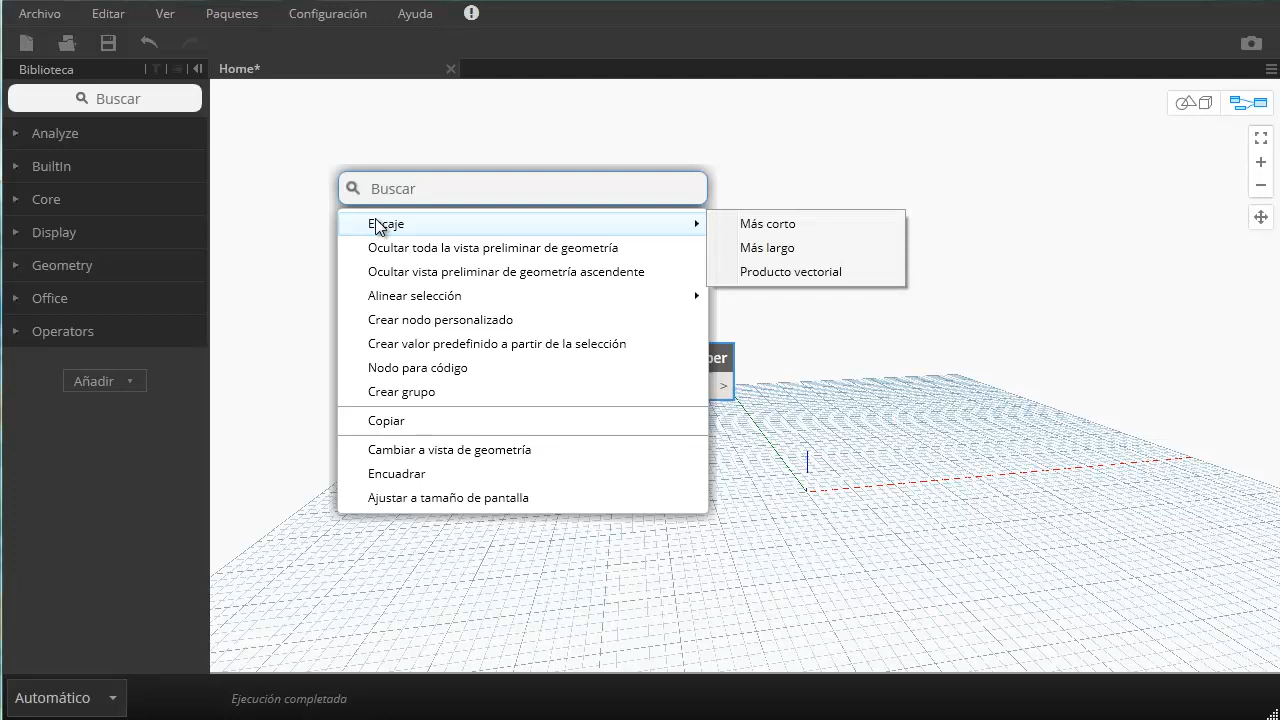 Archivo Editar Ver Paquetes Configuración Ayuda
Biblioteca
Home*
Buscar
Analyze
BuiltIn
Core
Display
Geometry
Office
Operators
Añadir
Buscar
Encaje
Ocultar toda la vista preliminar de geometría
Ocultar vista preliminar de geometría ascendente
Alinear selección
Crear nodo personalizado
Crear valor predefinido a partir de la selección
Nodo para código
Crear grupo
Copiar
Cambiar a vista de geometría
Encuadrar
Ajustar a tamaño de pantalla
Más corto
Más largo
Producto vectorial
ber
>
Automático
Ejecución completada